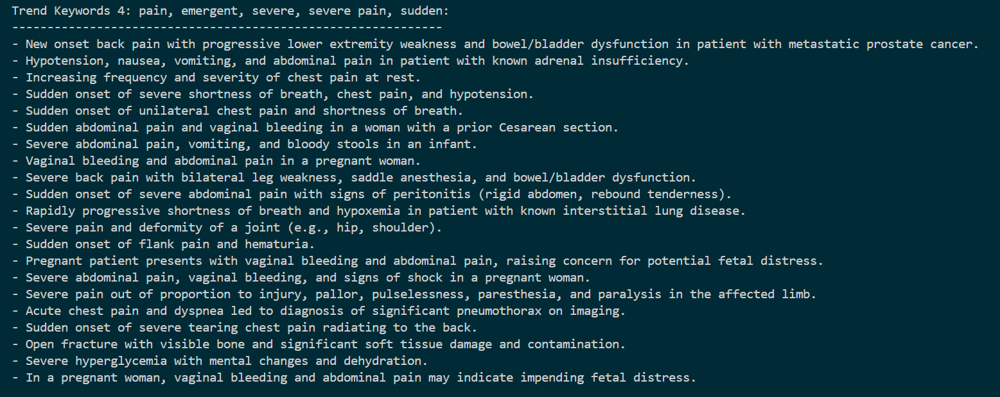 Trend Keywords 4: pain, emergent, severe, severe pain, sudden:
-------------------------------------------------------------
- New onset back pain with progressive lower extremity weakness and bowel/bladder dysfunction in patient with metastatic prostate cancer.
- Hypotension, nausea, vomiting, and abdominal pain in patient with known adrenal insufficiency.
- Increasing frequency and severity of chest pain at rest.
- Sudden onset of severe shortness of breath, chest pain, and hypotension.
- Sudden onset of unilateral chest pain and shortness of breath.
- Sudden abdominal pain and vaginal bleeding in a woman with a prior Cesarean section.
- Severe abdominal pain, vomiting, and bloody stools in an infant.
- Vaginal bleeding and abdominal pain in a pregnant woman.
- Severe back pain with bilateral leg weakness, saddle anesthesia, and bowel/bladder dysfunction.
- Sudden onset of severe abdominal pain with signs of peritonitis (rigid abdomen, rebound tenderness).
- Rapidly progressive shortness of breath and hypoxemia in patient with known interstitial lung disease.
- Severe pain and deformity of a joint (e.g., hip, shoulder).
- Sudden onset of flank pain and hematuria.
- Pregnant patient presents with vaginal bleeding and abdominal pain, raising concern for potential fetal distress.
- Severe abdominal pain, vaginal bleeding, and signs of shock in a pregnant woman.
- Severe pain out of proportion to injury, pallor, pulselessness, paresthesia, and paralysis in the affected limb.
- Acute chest pain and dyspnea led to diagnosis of significant pneumothorax on imaging.
- Sudden onset of severe tearing chest pain radiating to the back.
- Open fracture with visible bone and significant soft tissue damage and contamination.
- Severe hyperglycemia with mental changes and dehydration.
- In a pregnant woman, vaginal bleeding and abdominal pain may indicate impending fetal distress.